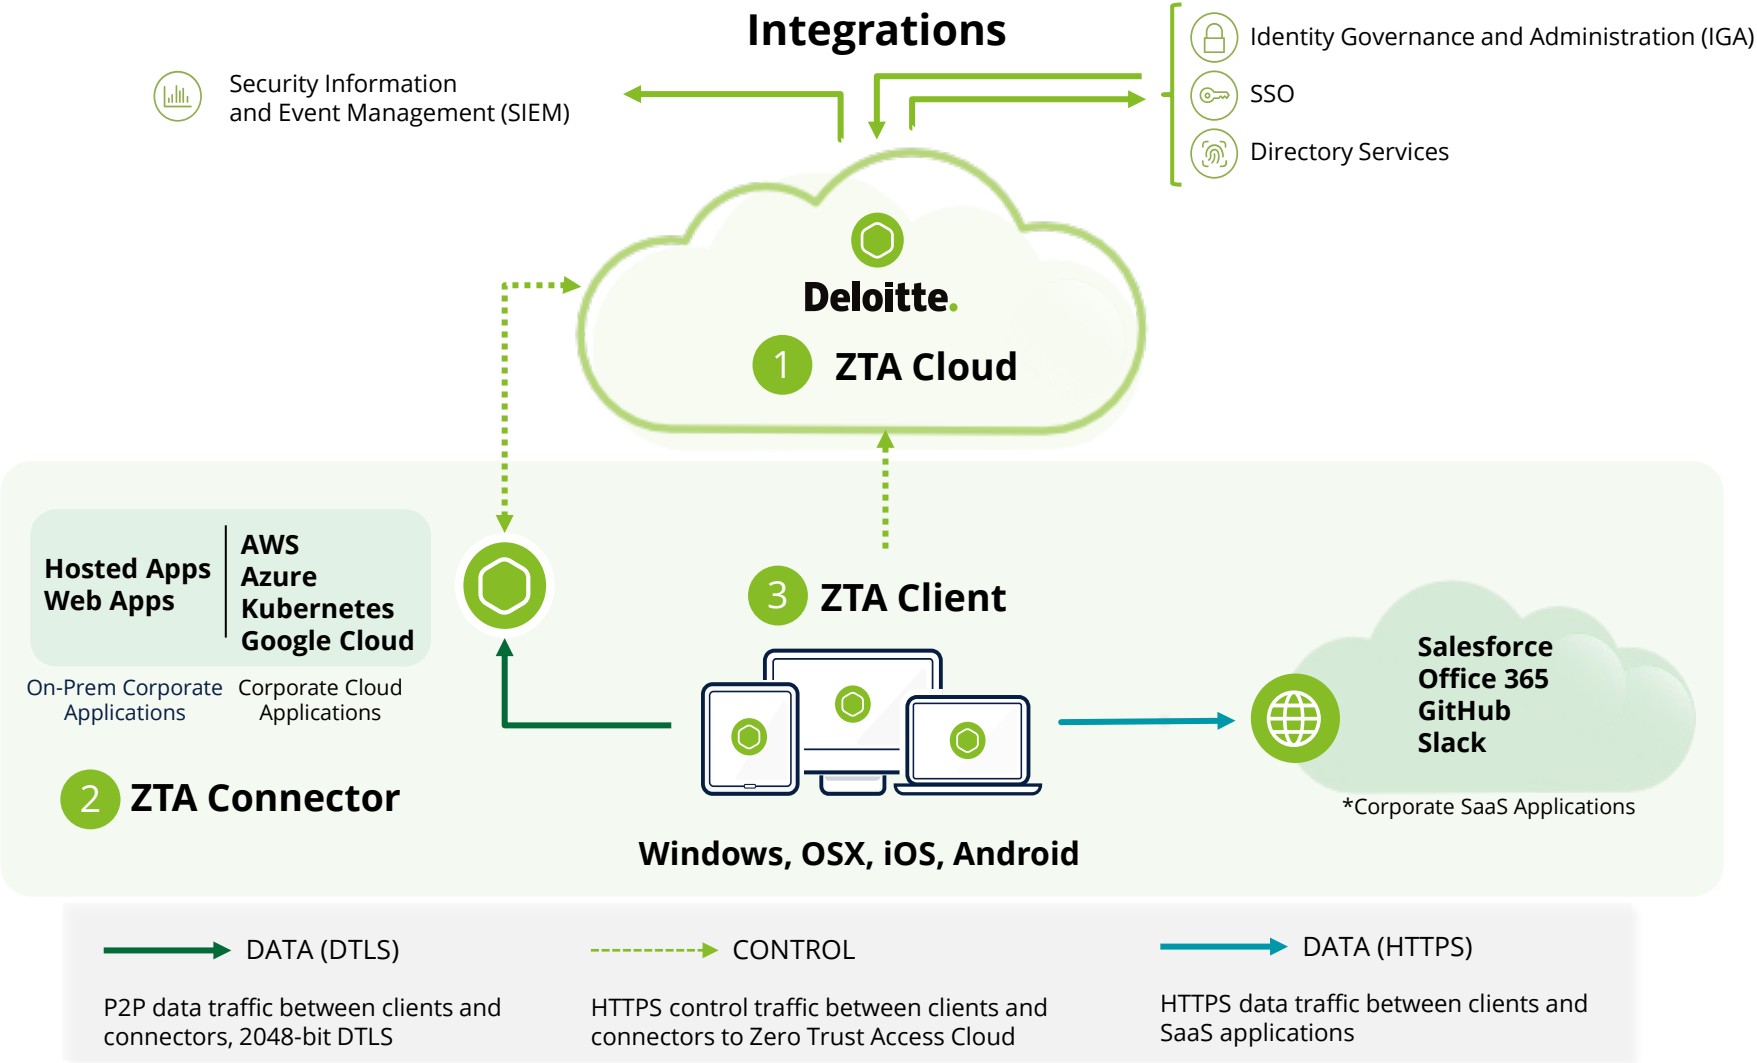 Integrations
Security Information
and Event Management (SIEM)
Identity Governance and Administration (IGA)
SSO
Directory Services
Deloitte.
1 ZTA Cloud
Hosted Apps
Web Apps
AWS
Azure
Kubernetes
Google Cloud
On-Prem Corporate
Applications
Corporate Cloud
Applications
2 ZTA Connector
3 ZTA Client
Windows, OSX, iOS, Android
Salesforce
Office 365
GitHub
Slack
*Corporate SaaS Applications
DATA (DTLS)
P2P data traffic between clients and
connectors, 2048-bit DTLS
CONTROL
HTTPS control traffic between clients and
connectors to Zero Trust Access Cloud
DATA (HTTPS)
HTTPS data traffic between clients and
SaaS applications